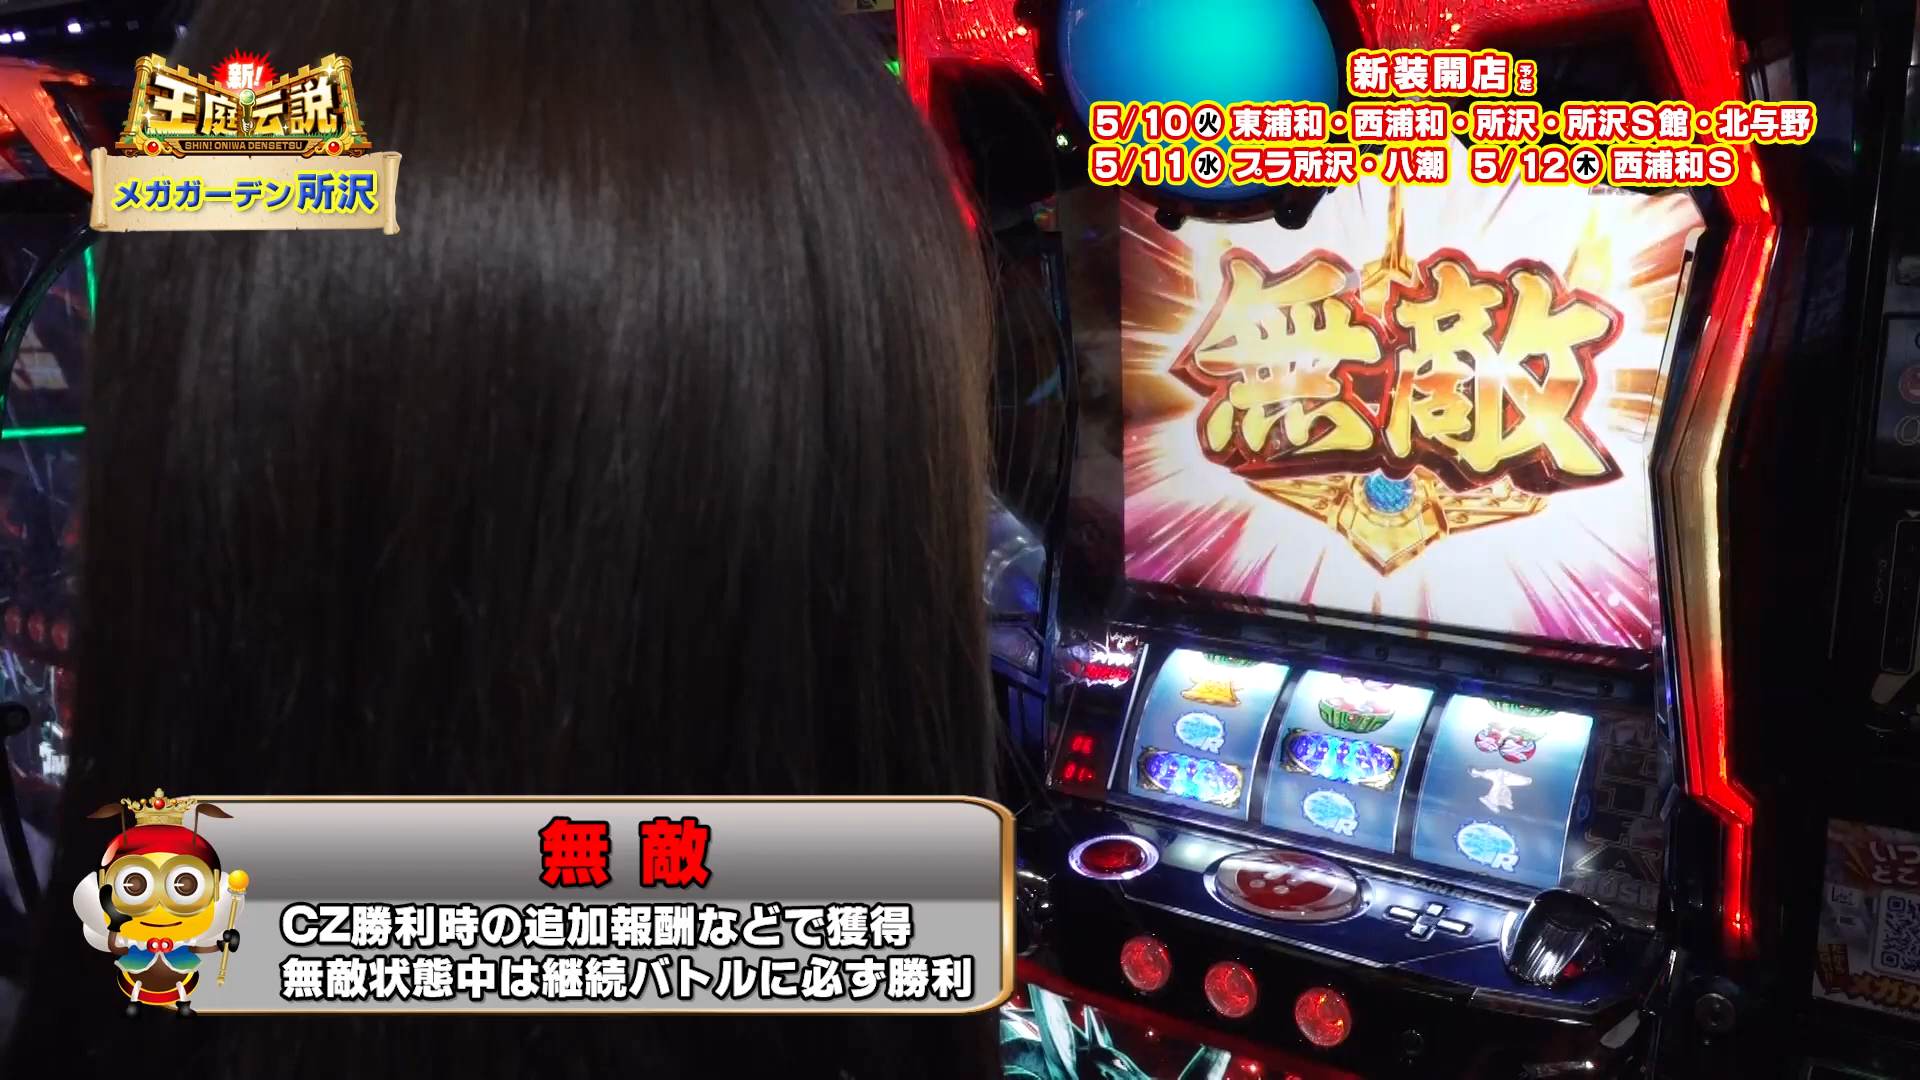 新!
王庭伝説
SHIN! ONIWA DENSETSU
メガガーデン所沢
新装開店予定
5/10火 東浦和・西浦和・所沢・所沢S館・北与野
5/11水 プラ所沢・八潮 5/12木 西浦和S
無敵
無敵
CZ勝利時の追加報酬などで獲得
無敵状態中は継続バトルに必ず勝利